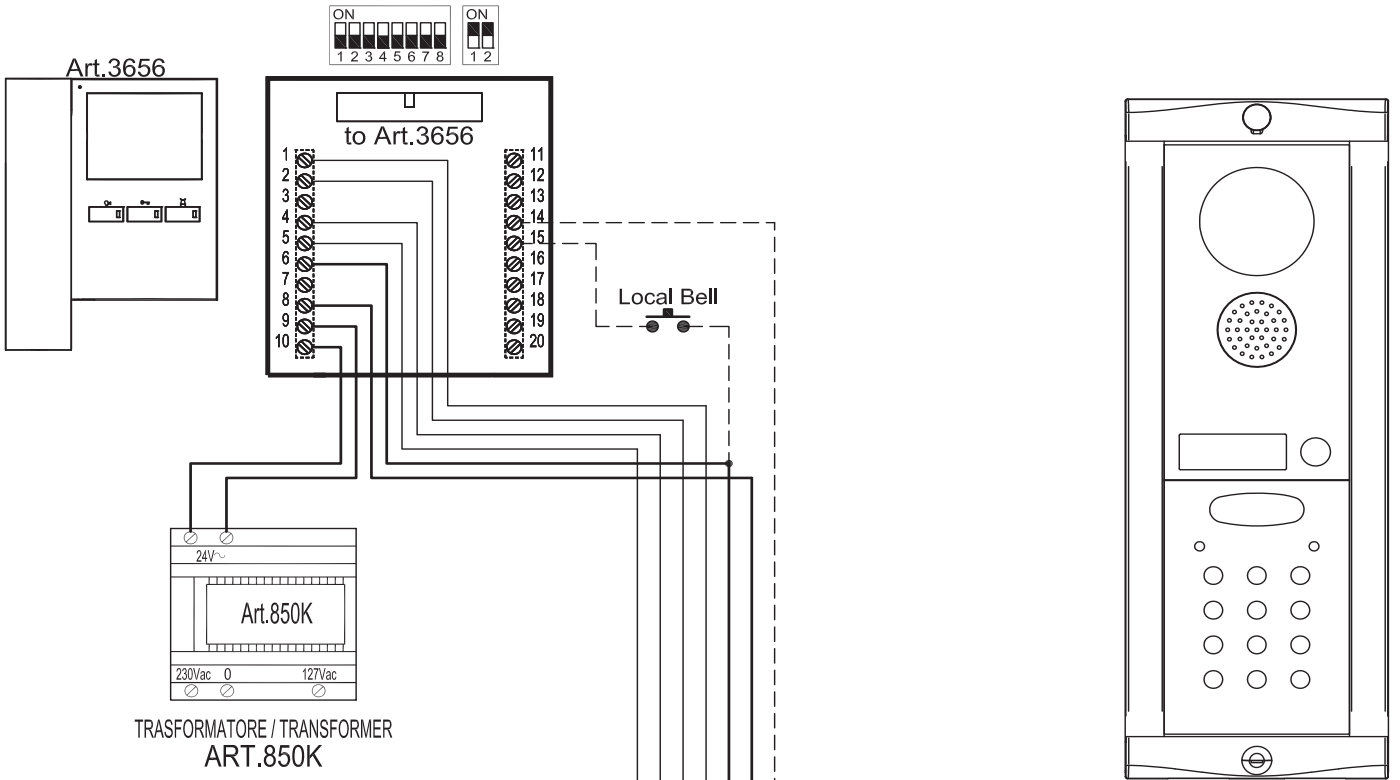 ON
1 2 3 4 5 6 7 8
ON
1 2
Art.3656
to Art.3656
1
2
3
4
5
6
7
8
9
10
11
12
13
14
15
16
17
18
19
20
Local Bell
24V~
Art.850K
230Vac 0 127Vac
TRASFORMATORE / TRANSFORMER
ART.850K